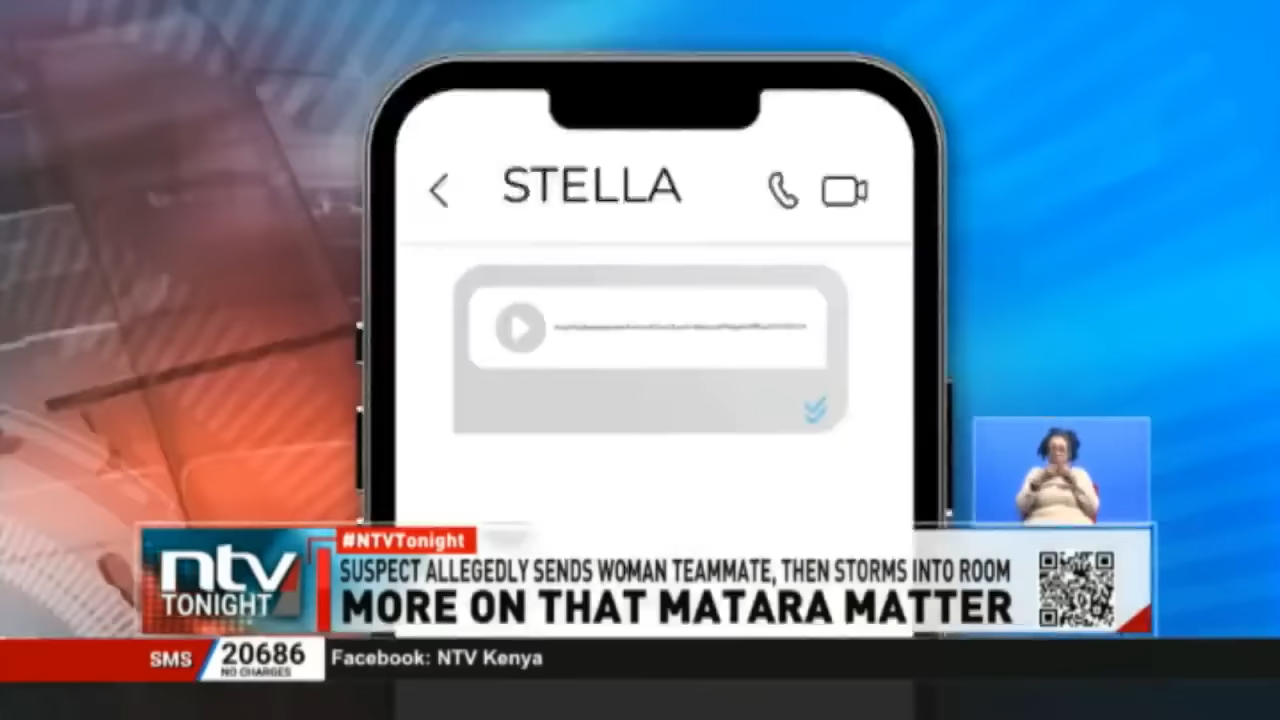 STELLA
#NTVTonight
SUSPECT ALLEGEDLY SENDS WOMAN TEAMMATE, THEN STORMS INTO ROOM
MORE ON THAT MATARA MATTER
ntv
TONIGHT
SMS
20686
NO CHARGES
Facebook: NTV Kenya